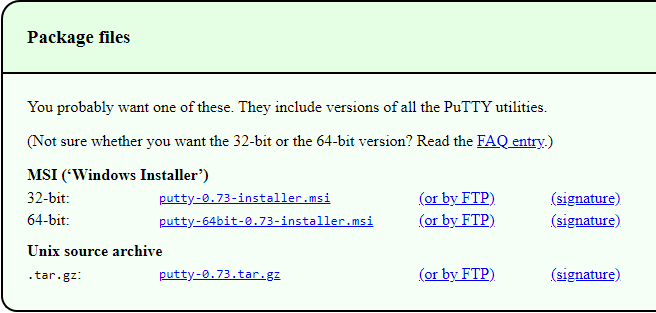 Package files
You probably want one of these. They include versions of all the PuTTY utilities.
(Not sure whether you want the 32-bit or the 64-bit version? Read the FAQ entry.)
MSI (‘Windows Installer’)
32-bit: putty-0.73-installer.msi (or by FTP) (signature)
64-bit: putty-64bit-0.73-installer.msi (or by FTP) (signature)
Unix source archive
.tar.gz: putty-0.73.tar.gz (or by FTP) (signature)